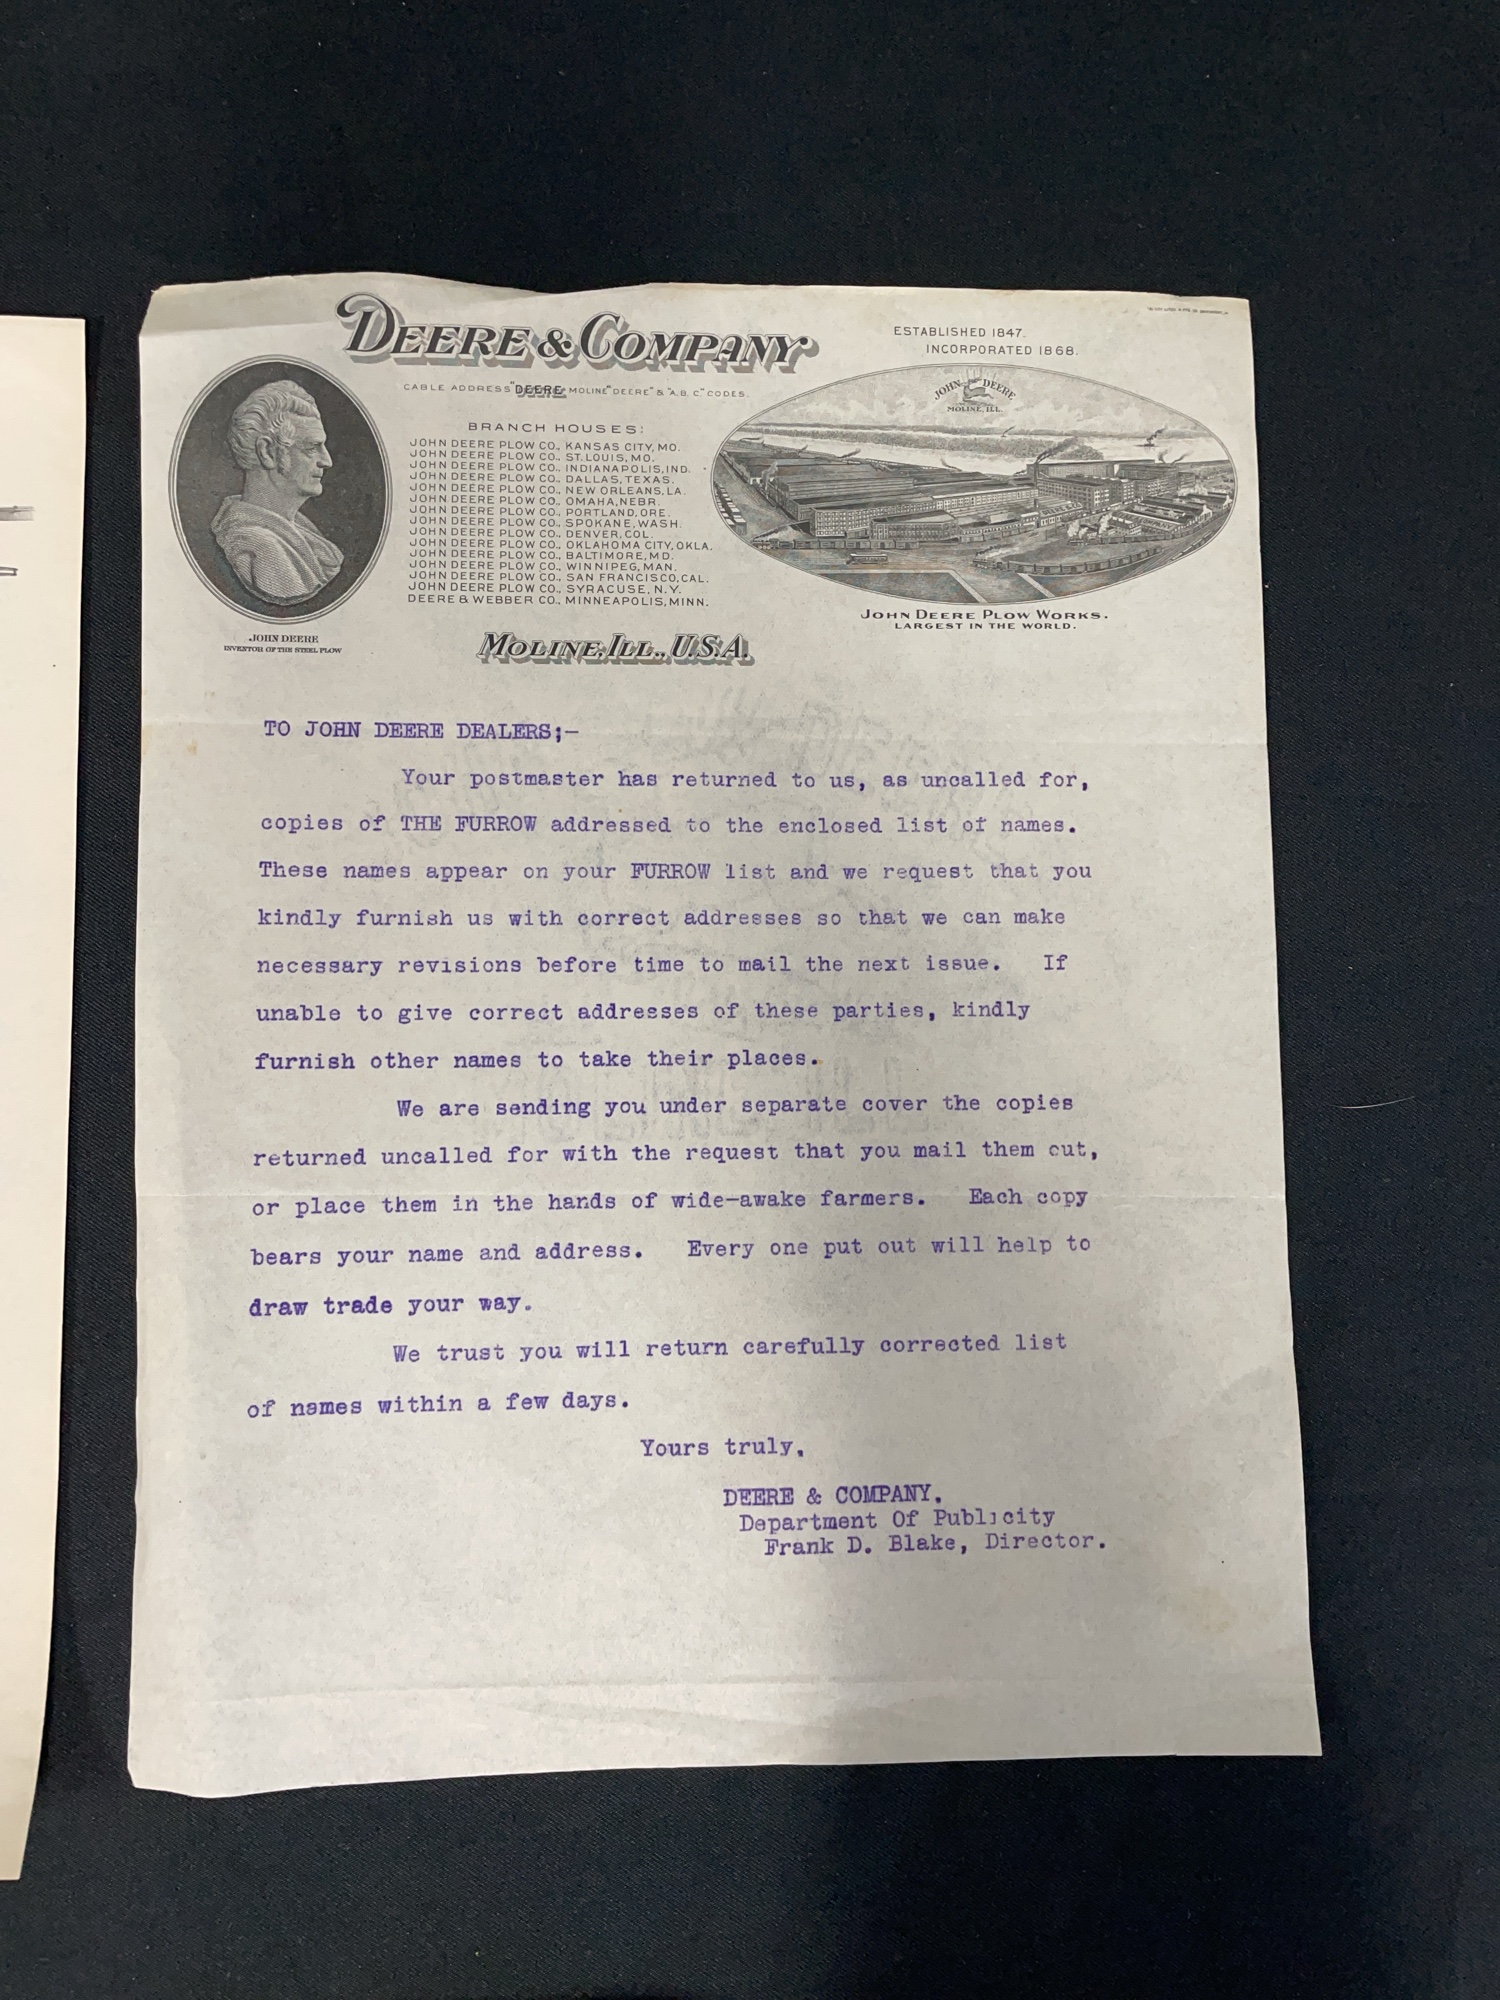 DEERE & COMPANY
ESTABLISHED 1847.
INCORPORATED 1868.
CABLE ADDRESS "DEERE" MOLINE "DEERE" & "A.B.C." CODES.
BRANCH HOUSES:
JOHN DEERE PLOW CO., KANSAS CITY, MO.
JOHN DEERE PLOW CO., ST. LOUIS, MO.
JOHN DEERE PLOW CO., INDIANAPOLIS, IND.
JOHN DEERE PLOW CO., DALLAS, TEXAS.
JOHN DEERE PLOW CO., NEW ORLEANS, LA.
JOHN DEERE PLOW CO., OMAHA, NEBR.
JOHN DEERE PLOW CO., PORTLAND, ORE.
JOHN DEERE PLOW CO., SPOKANE, WASH.
JOHN DEERE PLOW CO., DENVER, COL.
JOHN DEERE PLOW CO., OKLAHOMA CITY, OKLA.
JOHN DEERE PLOW CO., BALTIMORE, MD.
JOHN DEERE PLOW CO., WINNIPEG, MAN.
JOHN DEERE PLOW CO., SAN FRANCISCO, CAL.
JOHN DEERE PLOW CO., SYRACUSE, N.Y.
DEERE & WEBBER CO., MINNEAPOLIS, MINN.
JOHN DEERE
MOLINE, ILL.
JOHN DEERE PLOW WORKS.
LARGEST IN THE WORLD.
JOHN DEERE
INVENTOR OF THE STEEL PLOW
MOLINE, ILL., U.S.A.
TO JOHN DEERE DEALERS;-
Your postmaster has returned to us, as uncalled for,
copies of THE FURROW addressed to the enclosed list of names.
These names appear on your FURROW list and we request that you
kindly furnish us with correct addresses so that we can make
necessary revisions before time to mail the next issue. If
unable to give correct addresses of these parties, kindly
furnish other names to take their places.
We are sending you under separate cover the copies
returned uncalled for with the request that you mail them out,
or place them in the hands of wide-awake farmers. Each copy
bears your name and address. Every one put out will help to
draw trade your way.
We trust you will return carefully corrected list
of names within a few days.
Yours truly,
DEERE & COMPANY.
Department Of Publicity
Frank D. Blake, Director.